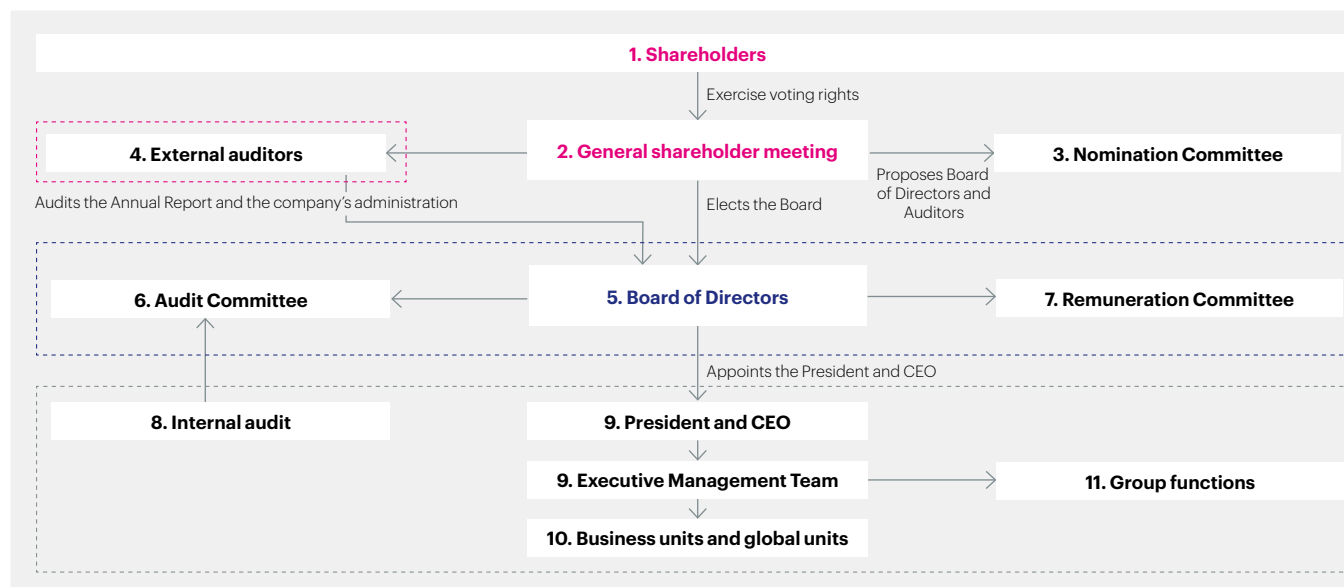 1. Shareholders
Exercise voting rights
4. External auditors
2. General shareholder meeting
3. Nomination Committee
Proposes Board
of Directors and
Auditors
Audits the Annual Report and the company’s administration
Elects the Board
6. Audit Committee
5. Board of Directors
7. Remuneration Committee
Appoints the President and CEO
8. Internal audit
9. President and CEO
9. Executive Management Team
11. Group functions
10. Business units and global units